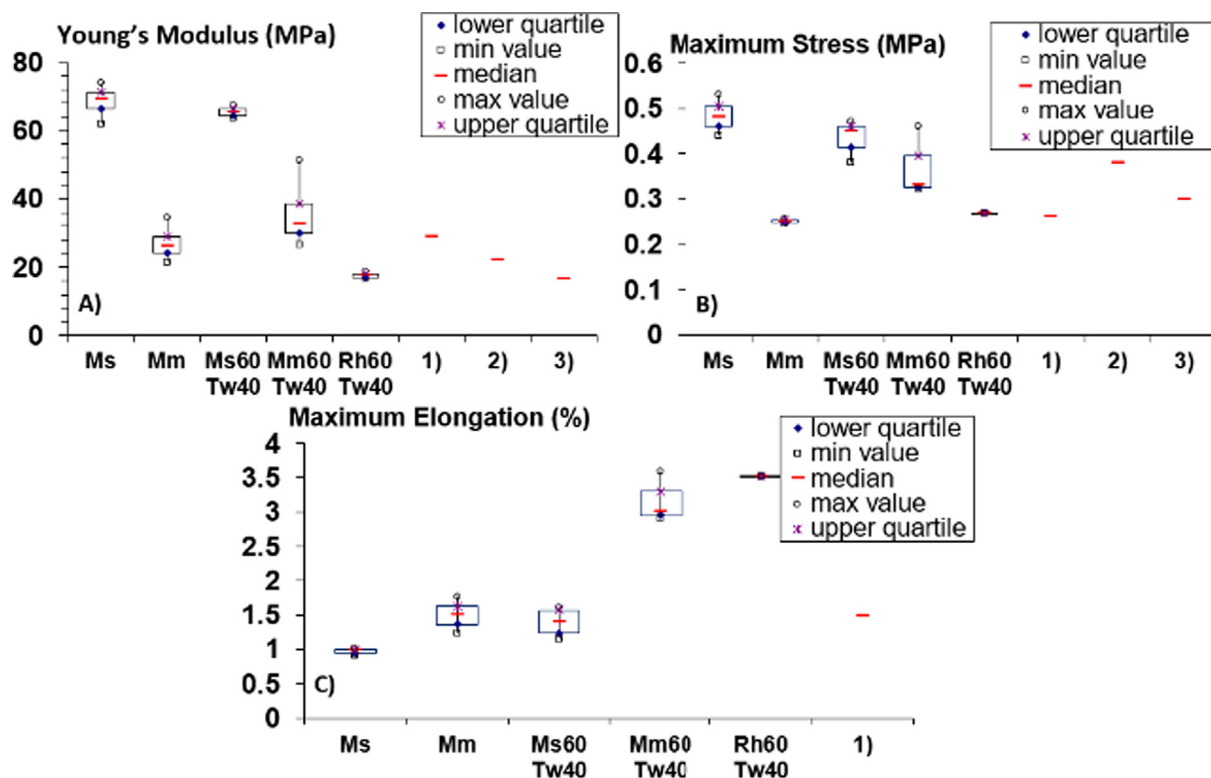 Young's Modulus (MPa)
lower quartile
min value
median
max value
upper quartile
80
60
40
20
0
A)
Ms
Mm
Ms60
Tw40
Mm60
Tw40
Rh60
Tw40
1)
2)
3)
Maximum Stress (MPa)
lower quartile
min value
median
max value
upper quartile
0.6
0.5
0.4
0.3
0.2
0.1
0
B)
Ms
Mm
Ms60
Tw40
Mm60
Tw40
Rh60
Tw40
1)
2)
3)
Maximum Elongation (%)
lower quartile
min value
median
max value
upper quartile
4
3.5
3
2.5
2
1.5
1
0.5
0
C)
Ms
Mm
Ms60
Tw40
Mm60
Tw40
Rh60
Tw40
1)